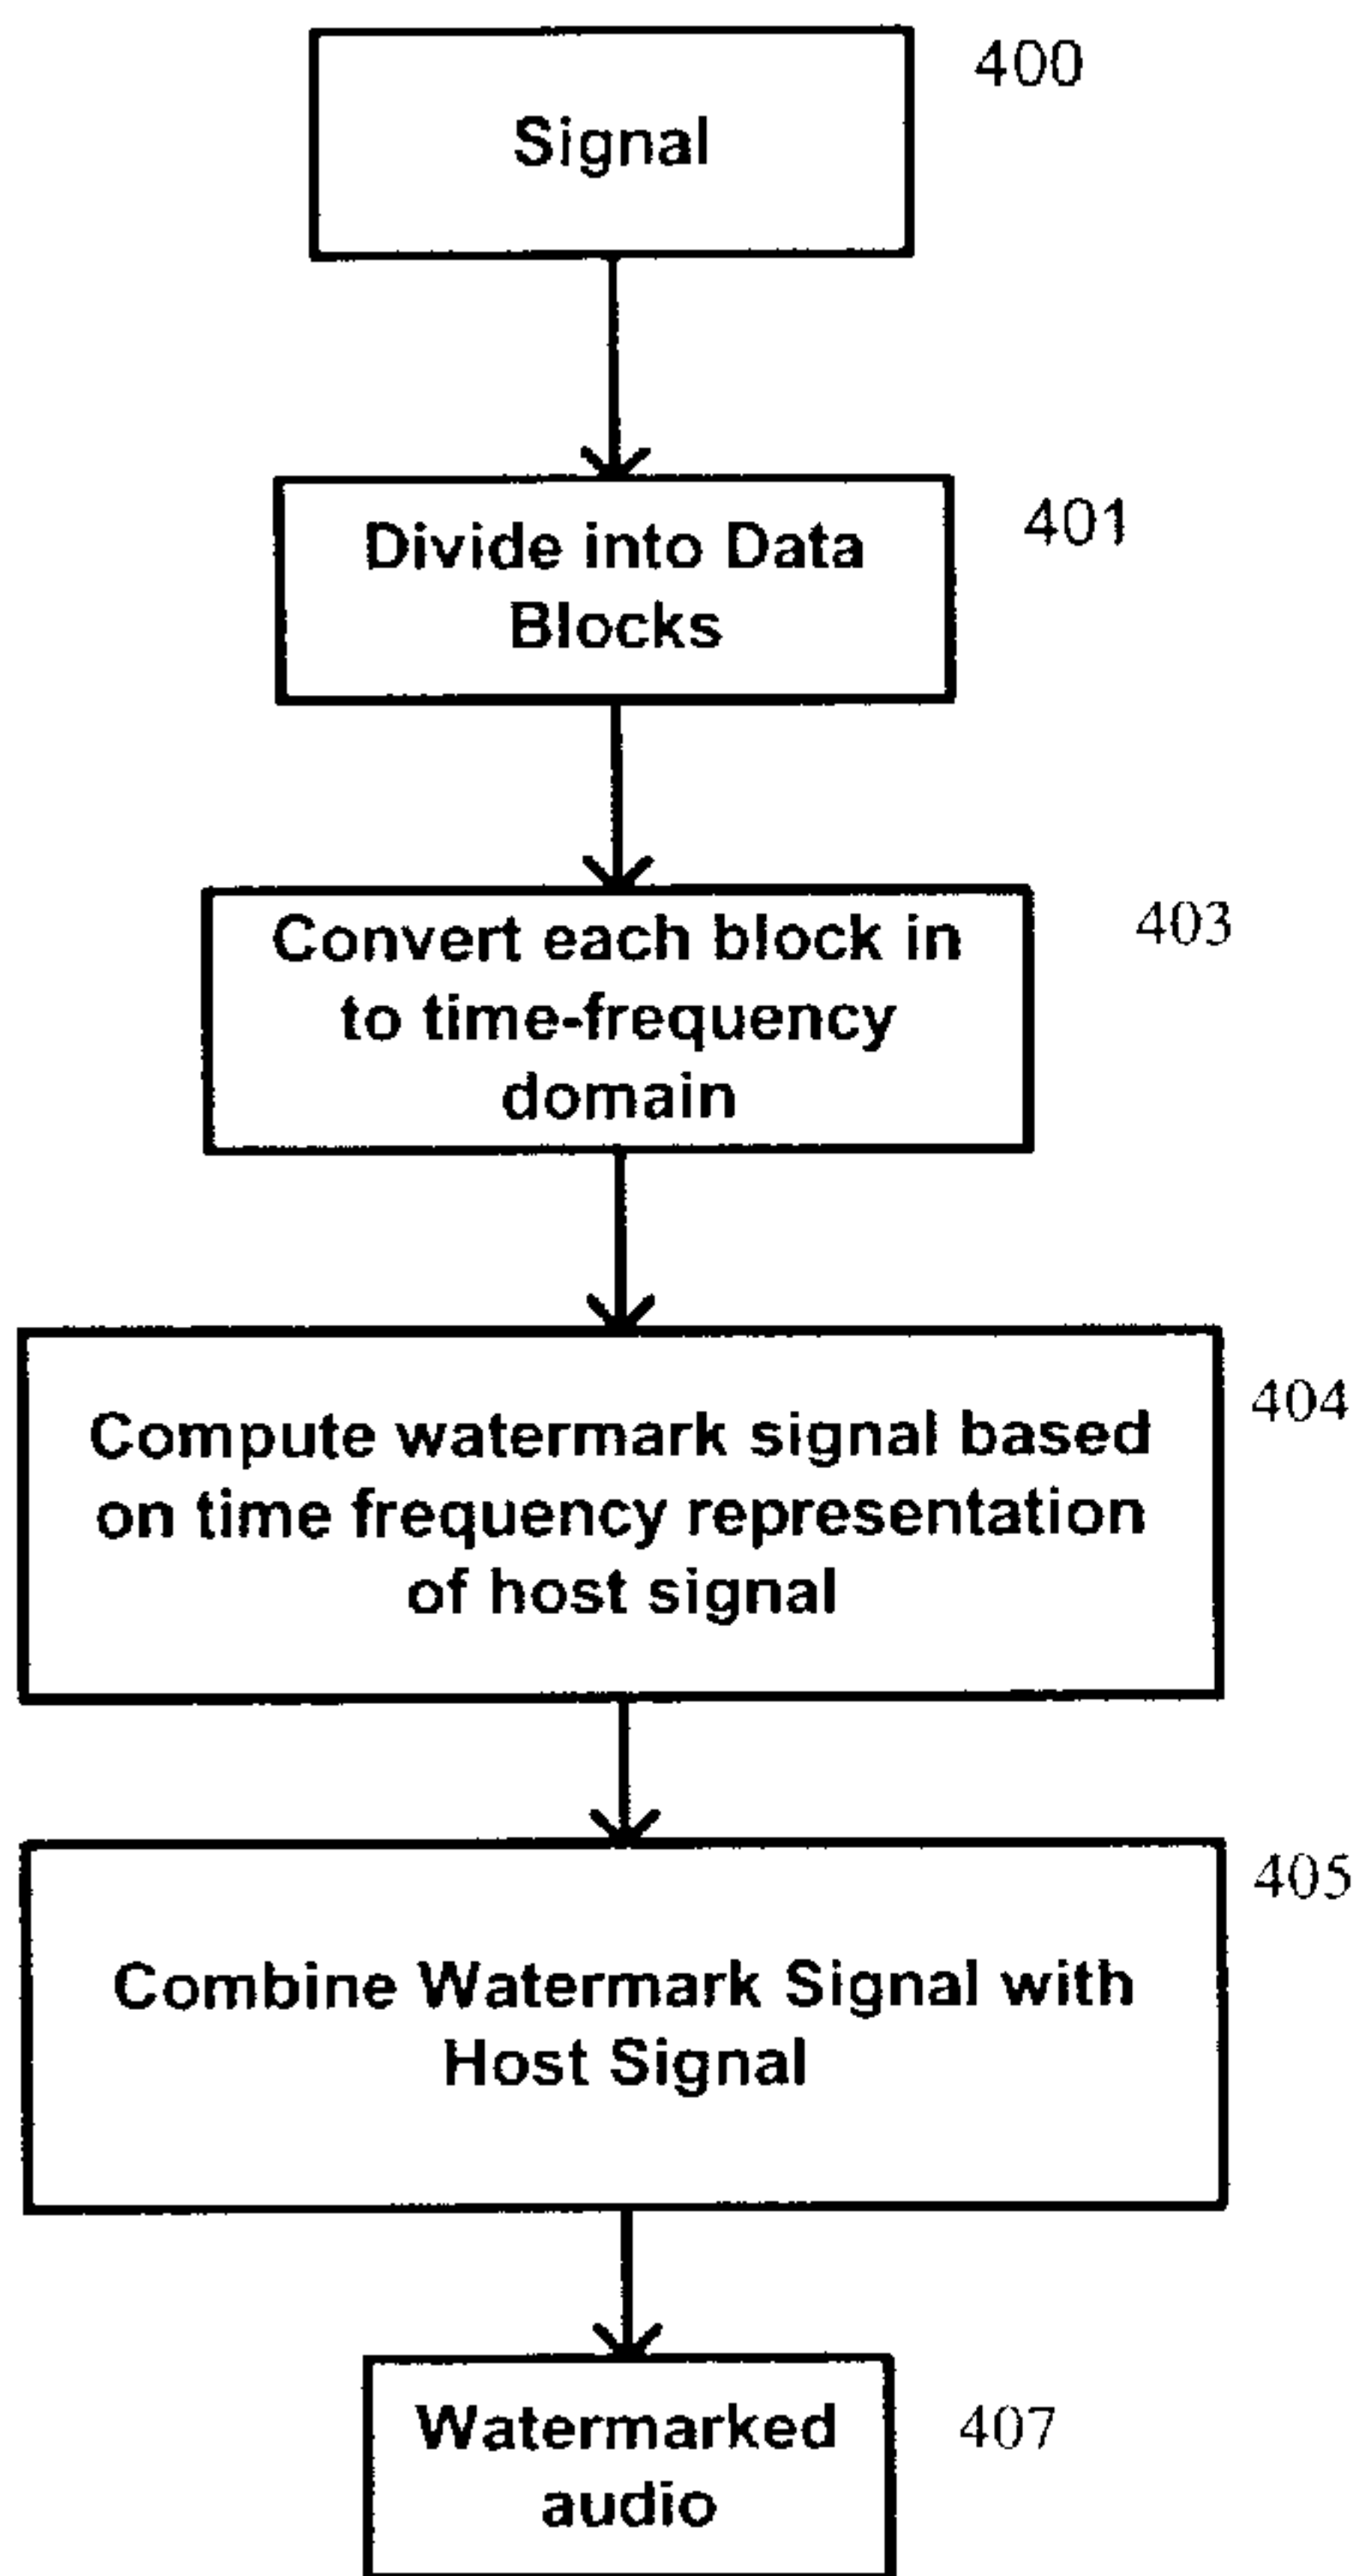 400
Signal
401
Divide into Data
Blocks
403
Convert each block in
to time-frequency
domain
404
Compute watermark signal based
on time frequency representation
of host signal
405
Combine Watermark Signal with
Host Signal
Watermarked
407
audio